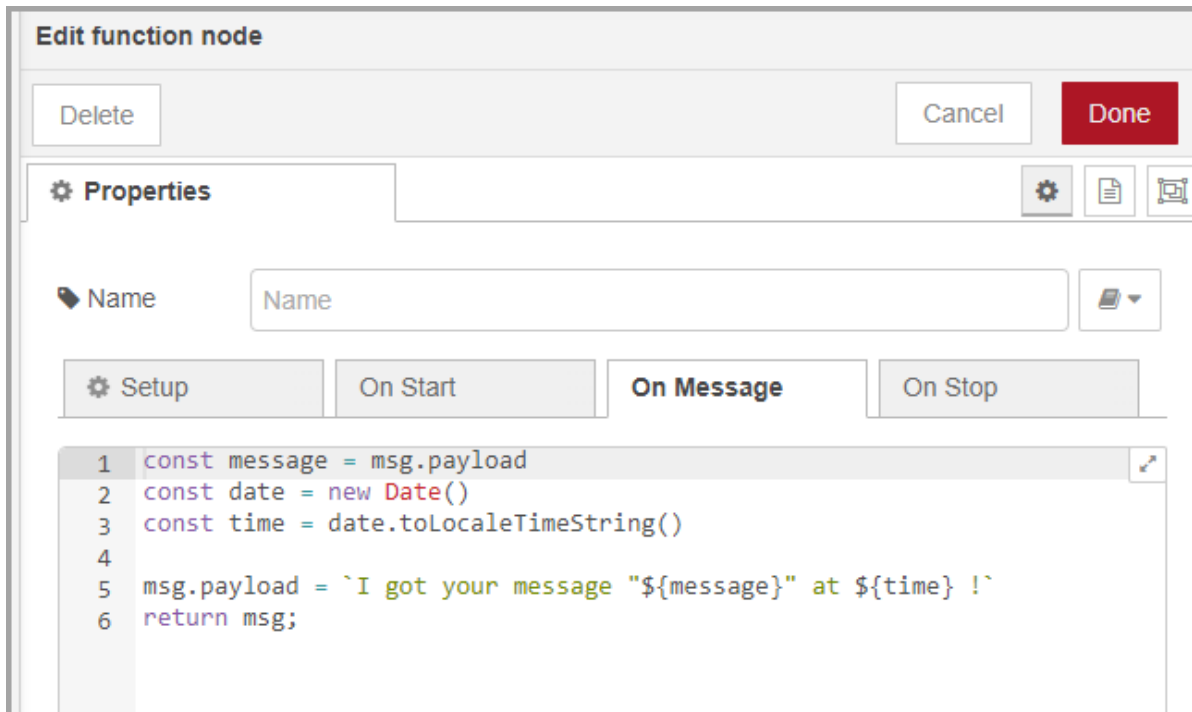 Edit function node
Delete Cancel Done
Properties
Name Name
Setup On Start On Message On Stop
1 const message = msg.payload
2 const date = new Date()
3 const time = date.toLocaleTimeString()
4
5 msg.payload = `I got your message "${message}" at ${time} !`
6 return msg;